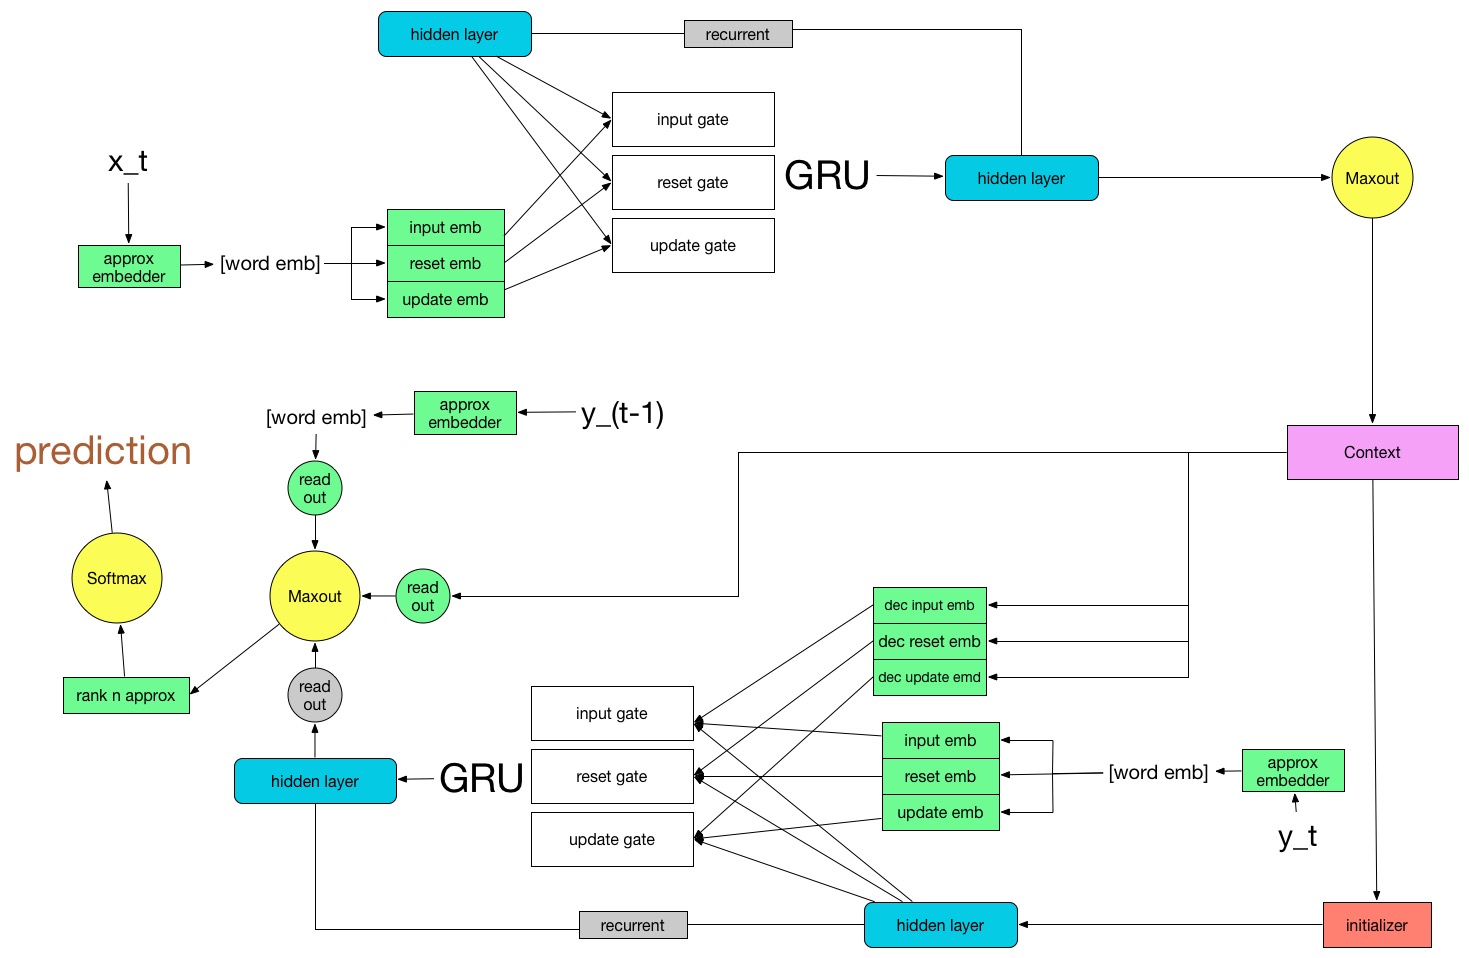 hidden layer
recurrent
input gate
x_t
reset gate
GRU
hidden layer
Maxout
input emb
update gate
approx
embedder
[word emb]
reset emb
update emb
[word emb]
approx
embedder
y_(t-1)
prediction
Context
read
out
Softmax
Maxout
read
out
dec input emb
dec reset emb
dec update emd
rank n approx
read
out
input gate
input emb
hidden layer
GRU
reset gate
reset emb
[word emb]
approx
embedder
update gate
update emb
y_t
recurrent
hidden layer
initializer